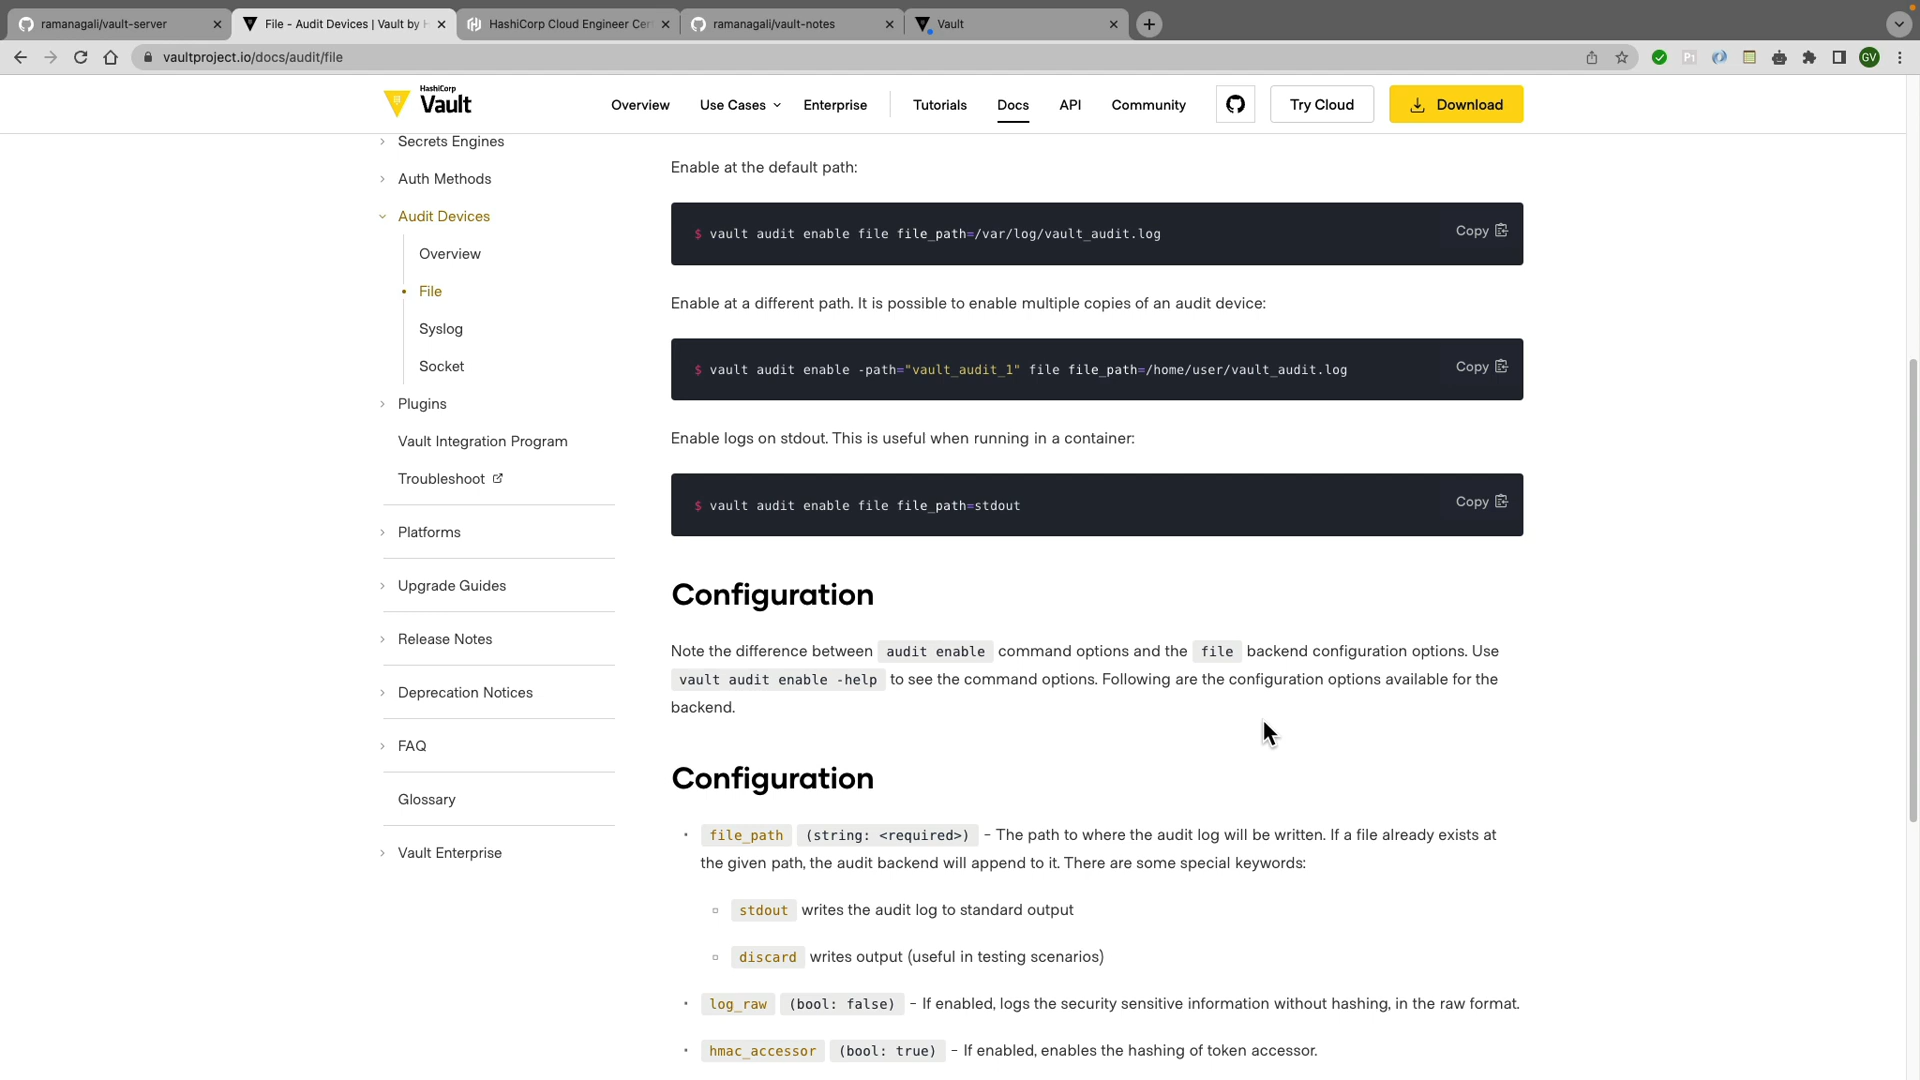 ramanagali/vault-server
File - Audit Devices | Vault by H
HashiCorp Cloud Engineer Cer
ramanagali/vault-notes
Vault
vaultproject.io/docs/audit/file
GV
HashiCorp
Vault
Overview
Use Cases
Enterprise
Tutorials
Docs
API
Community
Try Cloud
Download
Secrets Engines
Auth Methods
Audit Devices
Overview
File
Syslog
Socket
Plugins
Vault Integration Program
Troubleshoot
Platforms
Upgrade Guides
Release Notes
Deprecation Notices
FAQ
Glossary
Vault Enterprise
Enable at the default path:
$ vault audit enable file file_path=/var/log/vault_audit.log
Copy
Enable at a different path. It is possible to enable multiple copies of an audit device:
$ vault audit enable -path="vault_audit_1" file file_path=/home/user/vault_audit.log
Copy
Enable logs on stdout. This is useful when running in a container:
$ vault audit enable file file_path=stdout
Copy
Configuration
Note the difference between audit enable command options and the file backend configuration options. Use
vault audit enable -help to see the command options. Following are the configuration options available for the
backend.
Configuration
file_path (string: <required>) - The path to where the audit log will be written. If a file already exists at
the given path, the audit backend will append to it. There are some special keywords:
stdout writes the audit log to standard output
discard writes output (useful in testing scenarios)
log_raw (bool: false) - If enabled, logs the security sensitive information without hashing, in the raw format.
hmac_accessor (bool: true) - If enabled, enables the hashing of token accessor.